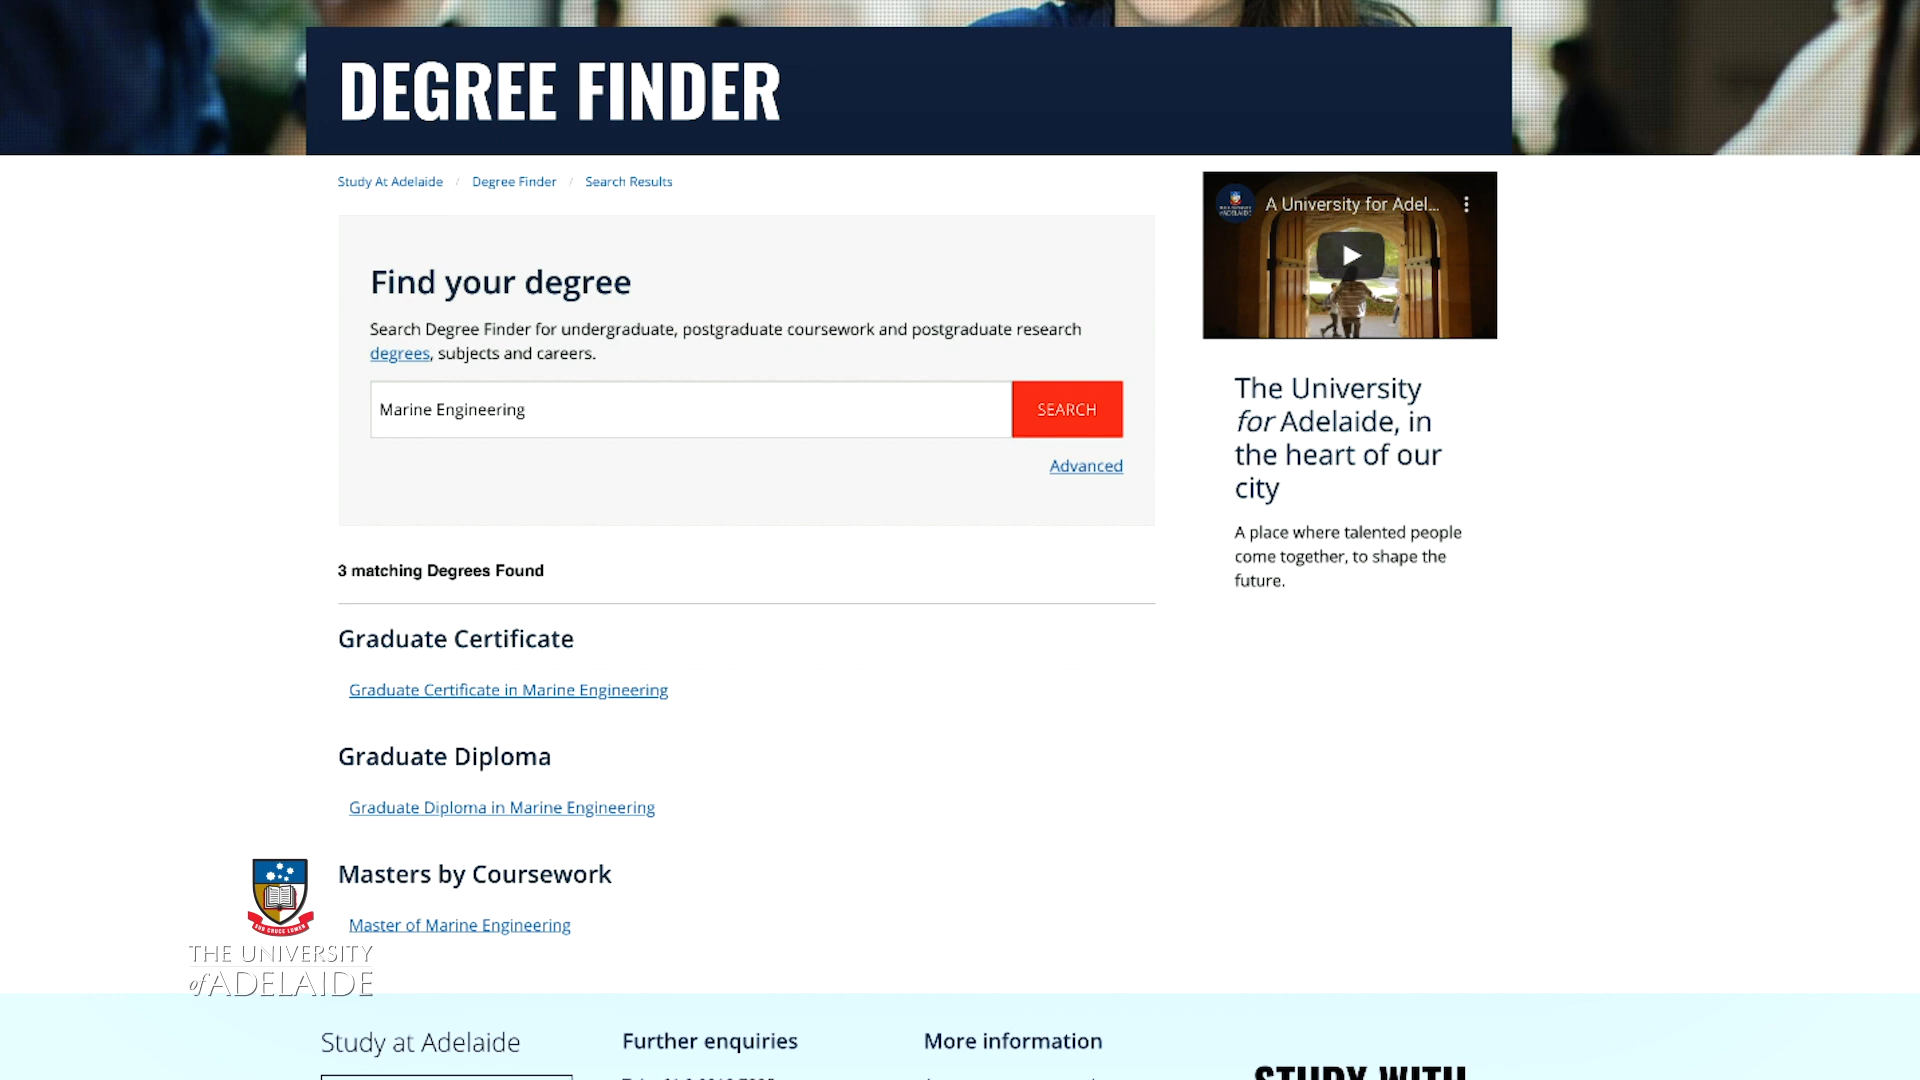 DEGREE FINDER
Study At Adelaide / Degree Finder / Search Results
Find your degree
Search Degree Finder for undergraduate, postgraduate coursework and postgraduate research
degrees, subjects and careers.
Marine Engineering
SEARCH
Advanced
3 matching Degrees Found
Graduate Certificate
Graduate Certificate in Marine Engineering
Graduate Diploma
Graduate Diploma in Marine Engineering
Masters by Coursework
Master of Marine Engineering
A University for Adel...
The University
for Adelaide, in
the heart of our
city
A place where talented people
come together, to shape the
future.
SUB CRUCE LUMEN
THE UNIVERSITY
of ADELAIDE
Study at Adelaide
Further enquiries
More information
STUDY WITH